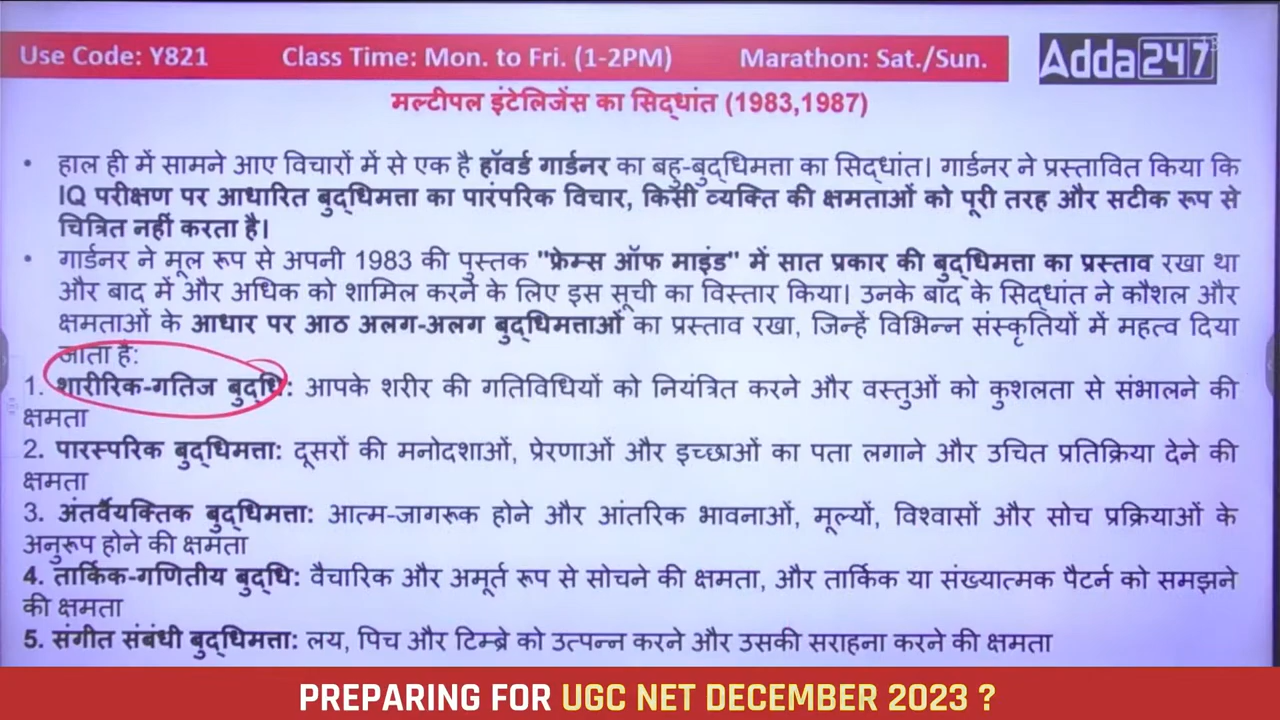 Use Code: Y821 Class Time: Mon. to Fri. (1-2PM) Marathon: Sat./Sun. Adda247
मल्टीपल इंटेलिजेंस का सिद्धांत (1983,1987)
• हाल ही में सामने आए विचारों में से एक है हॉवर्ड गार्डनर का बहु-बुद्धिमत्ता का सिद्धांत। गार्डनर ने प्रस्तावित किया कि
IQ परीक्षण पर आधारित बुद्धिमत्ता का पारंपरिक विचार, किसी व्यक्ति की क्षमताओं को पूरी तरह और सटीक रूप से
चित्रित नहीं करता है।
• गार्डनर ने मूल रूप से अपनी 1983 की पुस्तक "फ्रेम्स ऑफ माइंड" में सात प्रकार की बुद्धिमत्ता का प्रस्ताव रखा था
और बाद में और अधिक को शामिल करने के लिए इस सूची का विस्तार किया। उनके बाद के सिद्धांत ने कौशल और
क्षमताओं के आधार पर आठ अलग-अलग बुद्धिमत्ताओं का प्रस्ताव रखा, जिन्हें विभिन्न संस्कृतियों में महत्व दिया
जाता है:
1. शारीरिक-गतिज बुद्धि: आपके शरीर की गतिविधियों को नियंत्रित करने और वस्तुओं को कुशलता से संभालने की
क्षमता
2. पारस्परिक बुद्धिमत्ता: दूसरों की मनोदशाओं, प्रेरणाओं और इच्छाओं का पता लगाने और उचित प्रतिक्रिया देने की
क्षमता
3. अंतर्वैयक्तिक बुद्धिमत्ता: आत्म-जागरूक होने और आंतरिक भावनाओं, मूल्यों, विश्वासों और सोच प्रक्रियाओं के
अनुरूप होने की क्षमता
4. तार्किक-गणितीय बुद्धि: वैचारिक और अमूर्त रूप से सोचने की क्षमता, और तार्किक या संख्यात्मक पैटर्न को समझने
की क्षमता
5. संगीत संबंधी बुद्धिमत्ता: लय, पिच और टिम्ब्रे को उत्पन्न करने और उसकी सराहना करने की क्षमता
PREPARING FOR UGC NET DECEMBER 2023 ?